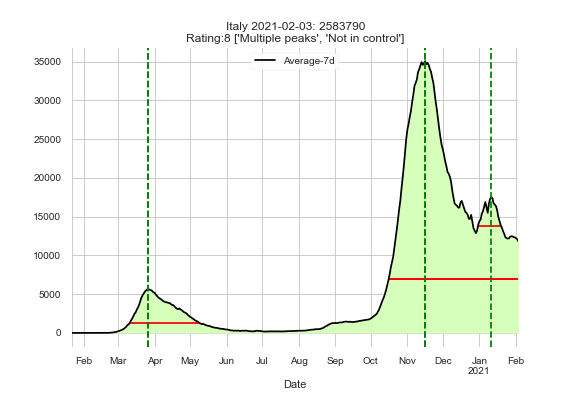 Italy 2021-02-03: 2583790
Rating:8 ['Multiple peaks', 'Not in control']
Average-7d
35000
30000
25000
20000
15000
10000
5000
0
Feb Mar Apr May Jun Jul Aug Sep Oct Nov Dec Jan Feb
2021
Date